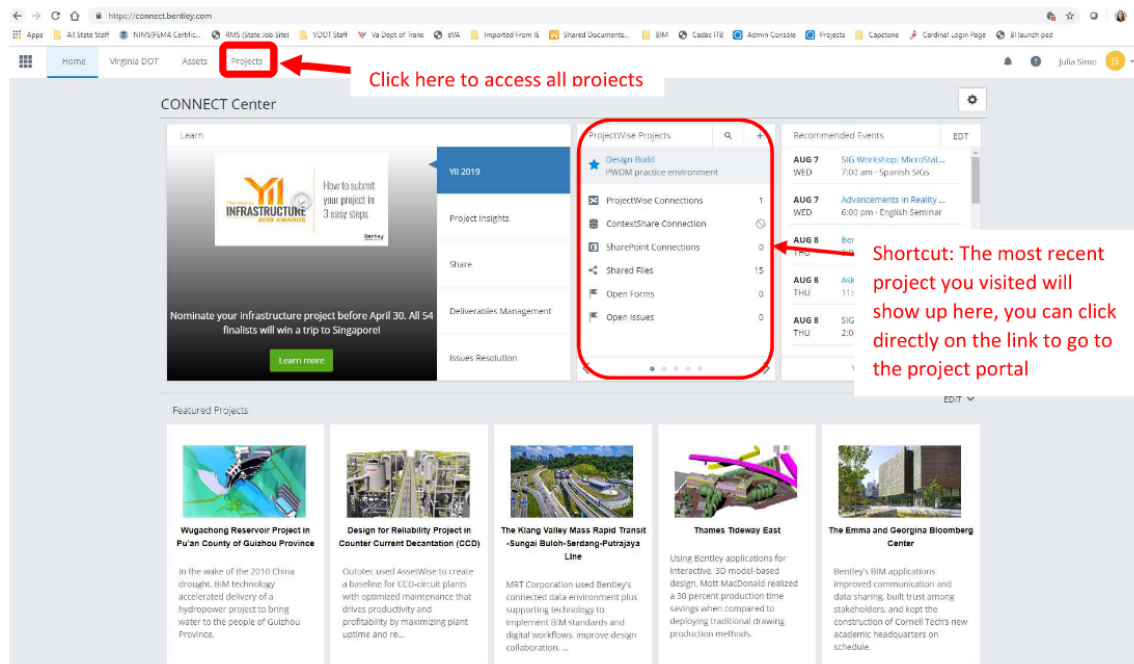 https://connect.bentley.com
Apps All State Staff NIMS(FEMA Certific... RMS (State Job Site) VDOT Staff Va Dept of Trans eVA Imported From IE Shared Documents... BIM Cadac ITB Admin Console Projects Capstone Cardinal Login Page BI launch pad
Home Virginia DOT Assets Projects Julia Simo JS
Click here to access all projects
CONNECT Center
Learn
YII
INFRASTRUCTURE
2019 AWARDS
How to submit
your project in
3 easy steps
Bentley
Nominate your infrastructure project before April 30. All 54
finalists will win a trip to Singapore!
Learn more
YII 2019
Project Insights
Share
Deliverables Management
Issues Resolution
ProjectWise Projects
Design Build
PWDM practice environment
ProjectWise Connections 1
ContextShare Connection
SharePoint Connections 0
Shared Files 15
Open Forms 0
Open Issues 0
Recommended Events EDT
AUG 7 SIG Workshop: MicroStat...
WED 7:00 am - Spanish SIGs
AUG 7 Advancements in Reality ...
WED 6:00 pm - English Seminar
AUG 8 Ber
THU
AUG 8 Ask
THU 11:
AUG 8 SIG
THU 2:0
Shortcut: The most recent
project you visited will
show up here, you can click
directly on the link to go to
the project portal
Featured Projects
EDIT
Wugachong Reservoir Project in
Pu'an County of Guizhou Province
In the wake of the 2010 China
drought, BIM technology
accelerated delivery of a
hydropower project to bring
water to the people of Guizhou
Province.
Design for Reliability Project in
Counter Current Decantation (CCD)
Outotec used AssetWise to create
a baseline for CCD-circuit plants
with optimized maintenance that
drives productivity and
profitability by maximizing plant
uptime and re...
The Klang Valley Mass Rapid Transit
-Sungai Buloh-Serdang-Putrajaya
Line
MRT Corporation used Bentley's
connected data environment plus
supporting technology to
implement BIM standards and
digital workflows, improve design
collaboration, ...
Thames Tideway East
Using Bentley applications for
interactive, 3D model-based
design, Mott MacDonald realized
a 30 percent production time
savings when compared to
deploying traditional drawing
production methods.
The Emma and Georgina Bloomberg
Center
Bentley's BIM applications
improved communication and
data sharing, built trust among
stakeholders, and kept the
construction of Cornell Tech's new
academic headquarters on
schedule.